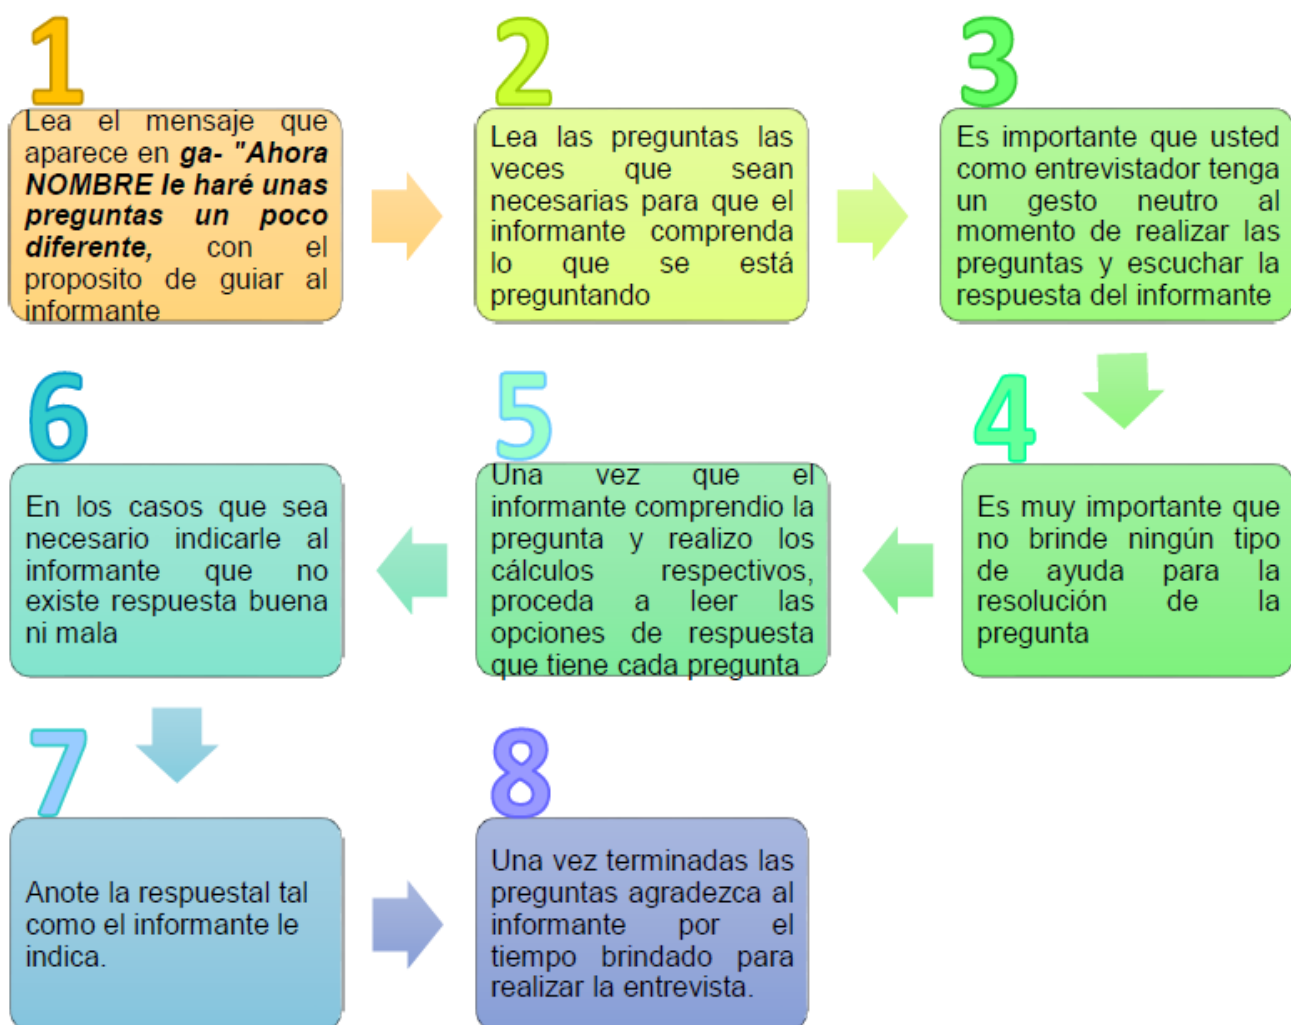 1
Lea el mensaje que
aparece en ga- "Ahora
NOMBRE le haré unas
preguntas un poco
diferente, con el
proposito de guiar al
informante
2
Lea las preguntas las
veces que sean
necesarias para que el
informante comprenda
lo que se está
preguntando
3
Es importante que usted
como entrevistador tenga
un gesto neutro al
momento de realizar las
preguntas y escuchar la
respuesta del informante
4
Es muy importante que
no brinde ningún tipo
de ayuda para la
resolución de la
pregunta
5
Una vez que el
informante comprendio la
pregunta y realizo los
cálculos respectivos,
proceda a leer las
opciones de respuesta
que tiene cada pregunta
6
En los casos que sea
necesario indicarle al
informante que no
existe respuesta buena
ni mala
7
Anote la respuestal tal
como el informante le
indica.
8
Una vez terminadas las
preguntas agradezca al
informante por el
tiempo brindado para
realizar la entrevista.